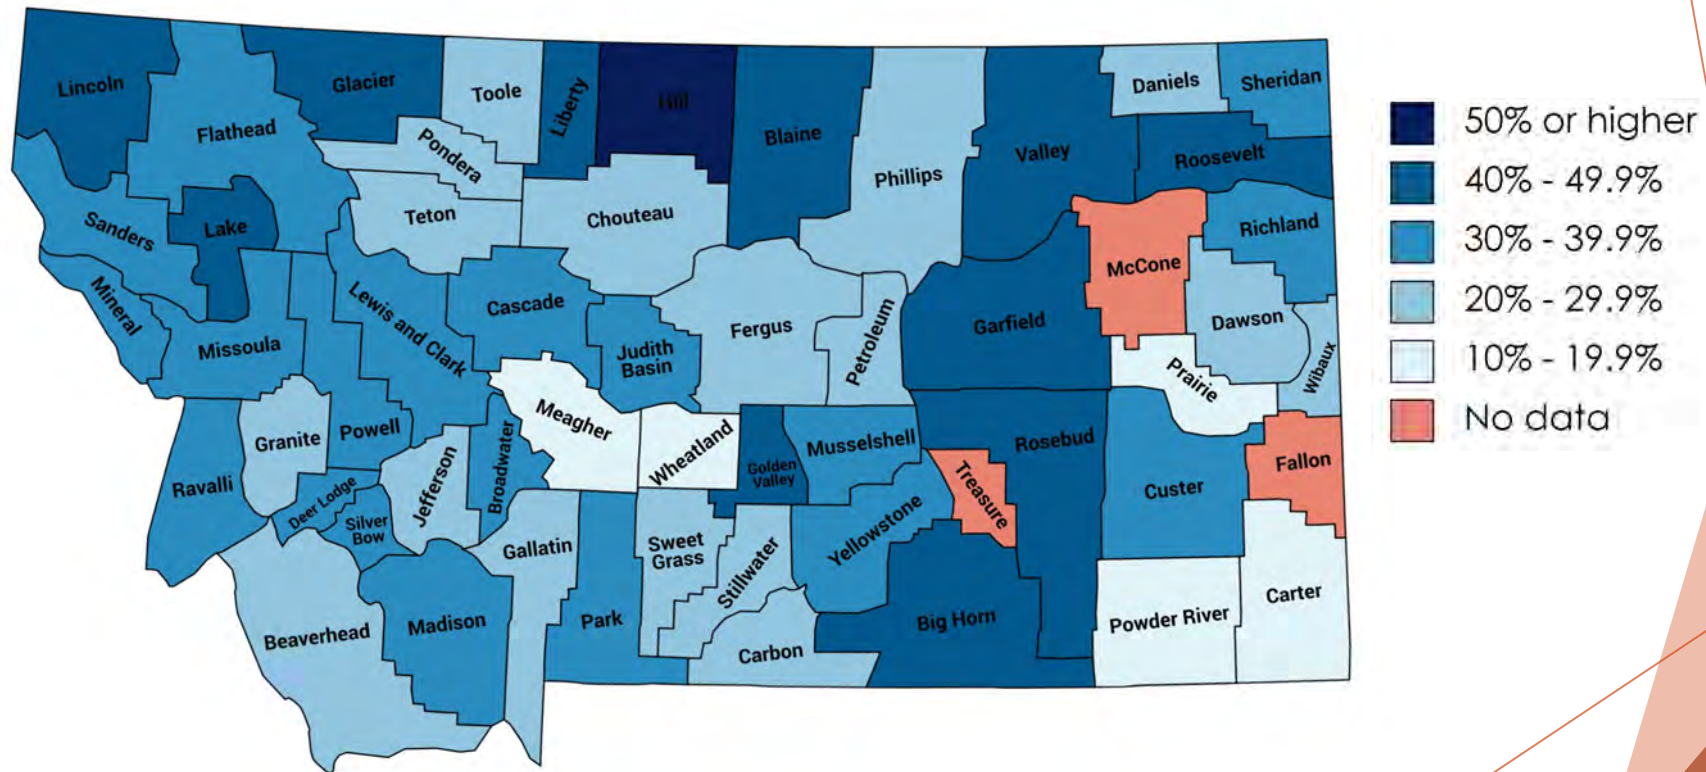 Lincoln
Flathead
Glacier
Toole
Liberty
Hill
Blaine
Phillips
Valley
Daniels
Sheridan
Roosevelt
Pondera
Teton
Chouteau
Richland
Sanders
Lake
McCone
Mineral
Missoula
Lewis and Clark
Cascade
Judith
Basin
Fergus
Petroleum
Garfield
Dawson
Wibaux
Prairie
Meagher
Wheatland
Golden
Valley
Musselshell
Rosebud
Treasure
Custer
Fallon
Ravalli
Granite
Powell
Deer Lodge
Silver
Bow
Jefferson
Broadwater
Gallatin
Sweet
Grass
Stillwater
Yellowstone
Beaverhead
Madison
Park
Carbon
Big Horn
Powder River
Carter
50% or higher
40% - 49.9%
30% - 39.9%
20% - 29.9%
10% - 19.9%
No data